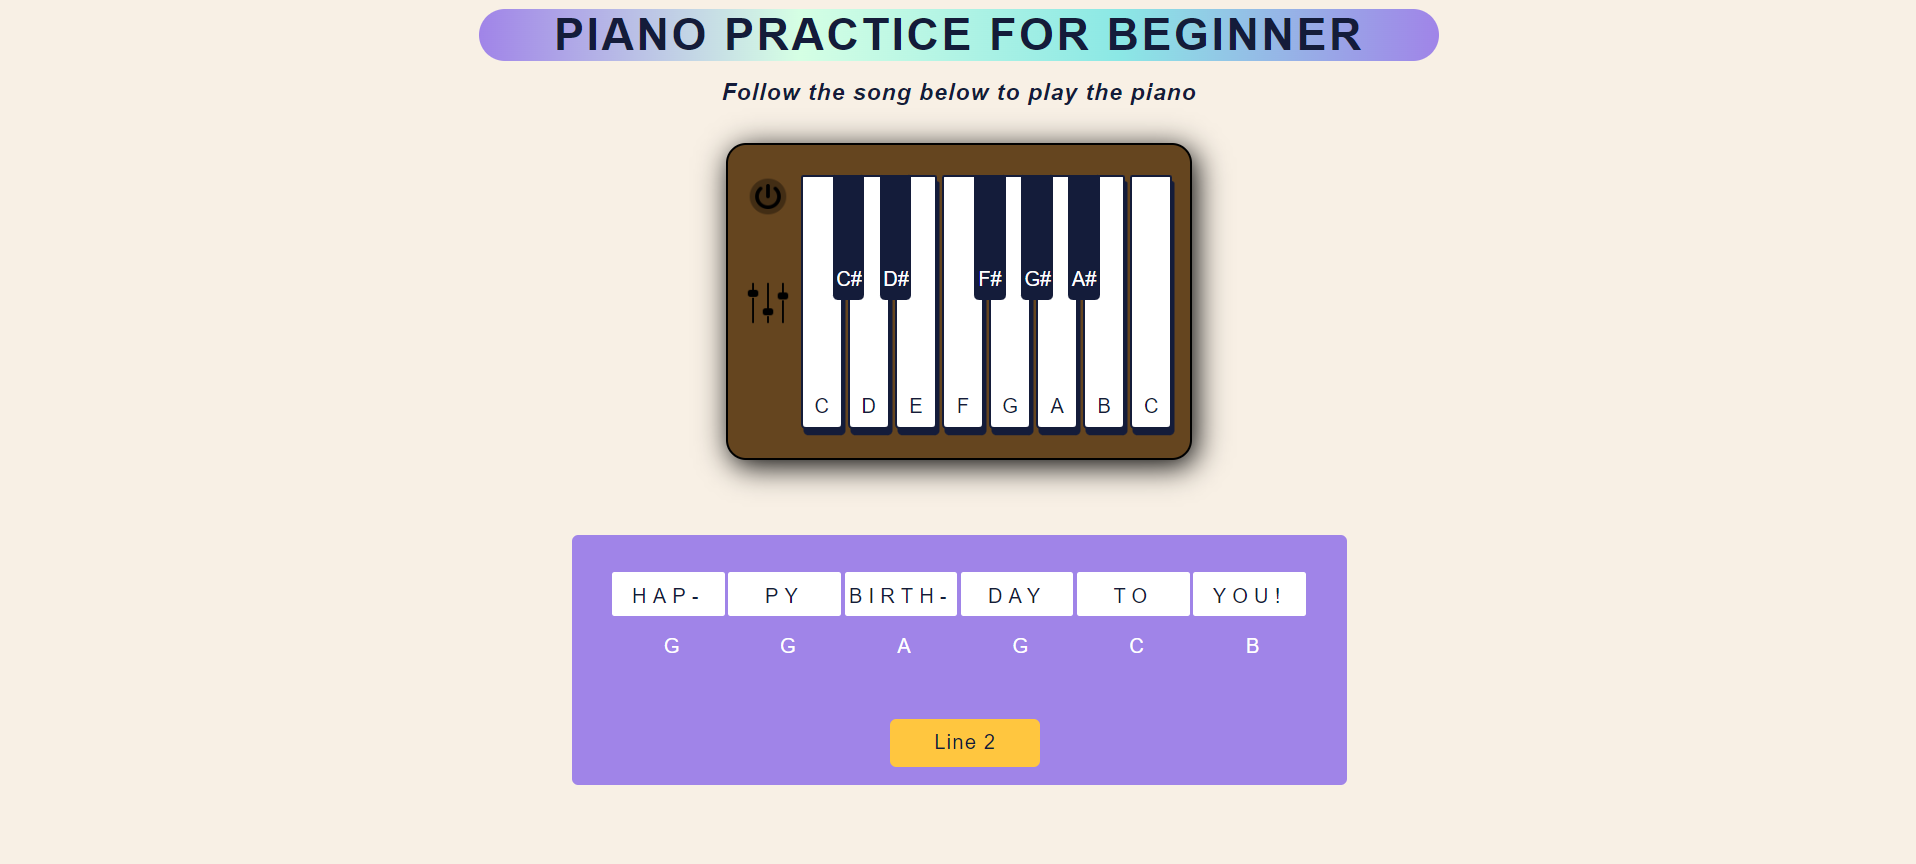 PIANO PRACTICE FOR BEGINNER
Follow the song below to play the piano
C# D# F# G# A#
C D E F G A B C
HAP- PY BIRTH- DAY TO YOU!
G G A G C B
Line 2